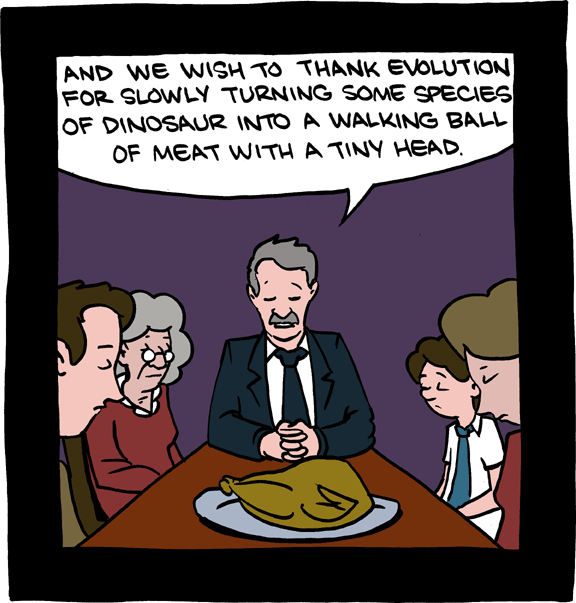 AND WE WISH TO THANK EVOLUTION
FOR SLOWLY TURNING SOME SPECIES
OF DINOSAUR INTO A WALKING BALL
OF MEAT WITH A TINY HEAD.